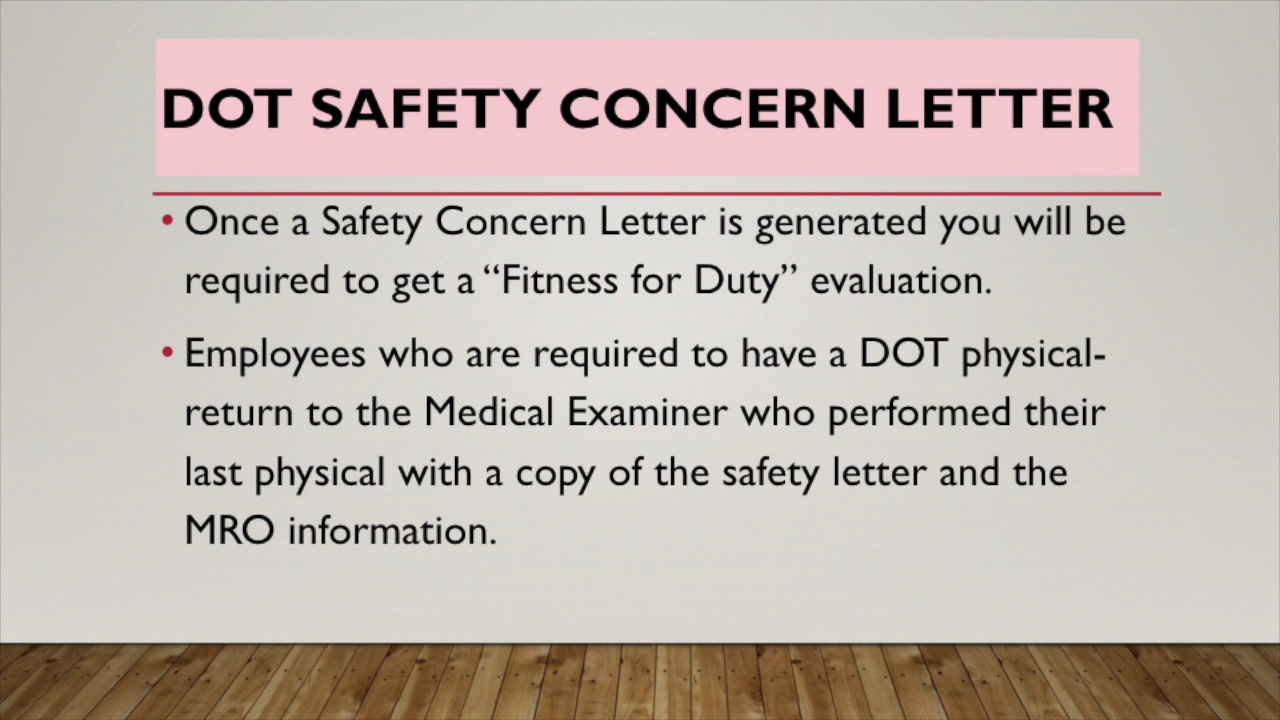 DOT SAFETY CONCERN LETTER
• Once a Safety Concern Letter is generated you will be
required to get a “Fitness for Duty” evaluation.
• Employees who are required to have a DOT physical-
return to the Medical Examiner who performed their
last physical with a copy of the safety letter and the
MRO information.